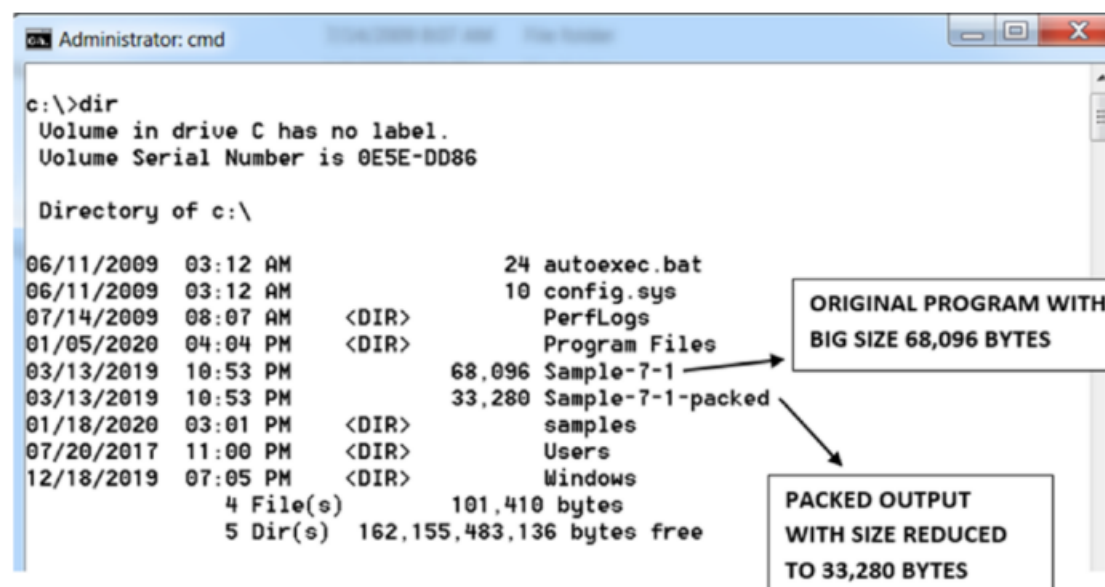 Administrator: cmd
c:\>dir
Volume in drive C has no label.
Volume Serial Number is 0E5E-DD86
Directory of c:\
06/11/2009 03:12 AM 24 autoexec.bat
06/11/2009 03:12 AM 10 config.sys
07/14/2009 08:07 AM <DIR> PerfLogs
01/05/2020 04:04 PM <DIR> Program Files
03/13/2019 10:53 PM 68,096 Sample-7-1
03/13/2019 10:53 PM 33,280 Sample-7-1-packed
01/18/2020 03:01 PM <DIR> samples
07/20/2017 11:00 PM <DIR> Users
12/18/2019 07:05 PM <DIR> Windows
4 File(s) 101,410 bytes
5 Dir(s) 162,155,483,136 bytes free
ORIGINAL PROGRAM WITH
BIG SIZE 68,096 BYTES
PACKED OUTPUT
WITH SIZE REDUCED
TO 33,280 BYTES